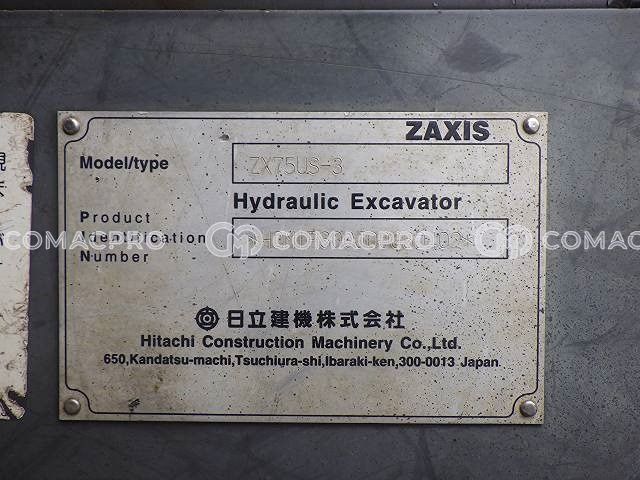 ZAXIS
Model/type ZX75US-3
Hydraulic Excavator
Product
Identification
Number
COMACPRO COMACPRO COMACPRO
日立建機株式会社
Hitachi Construction Machinery Co.,Ltd.
650,Kandatsu-machi,Tsuchiura-shi,Ibaraki-ken,300-0013 Japan